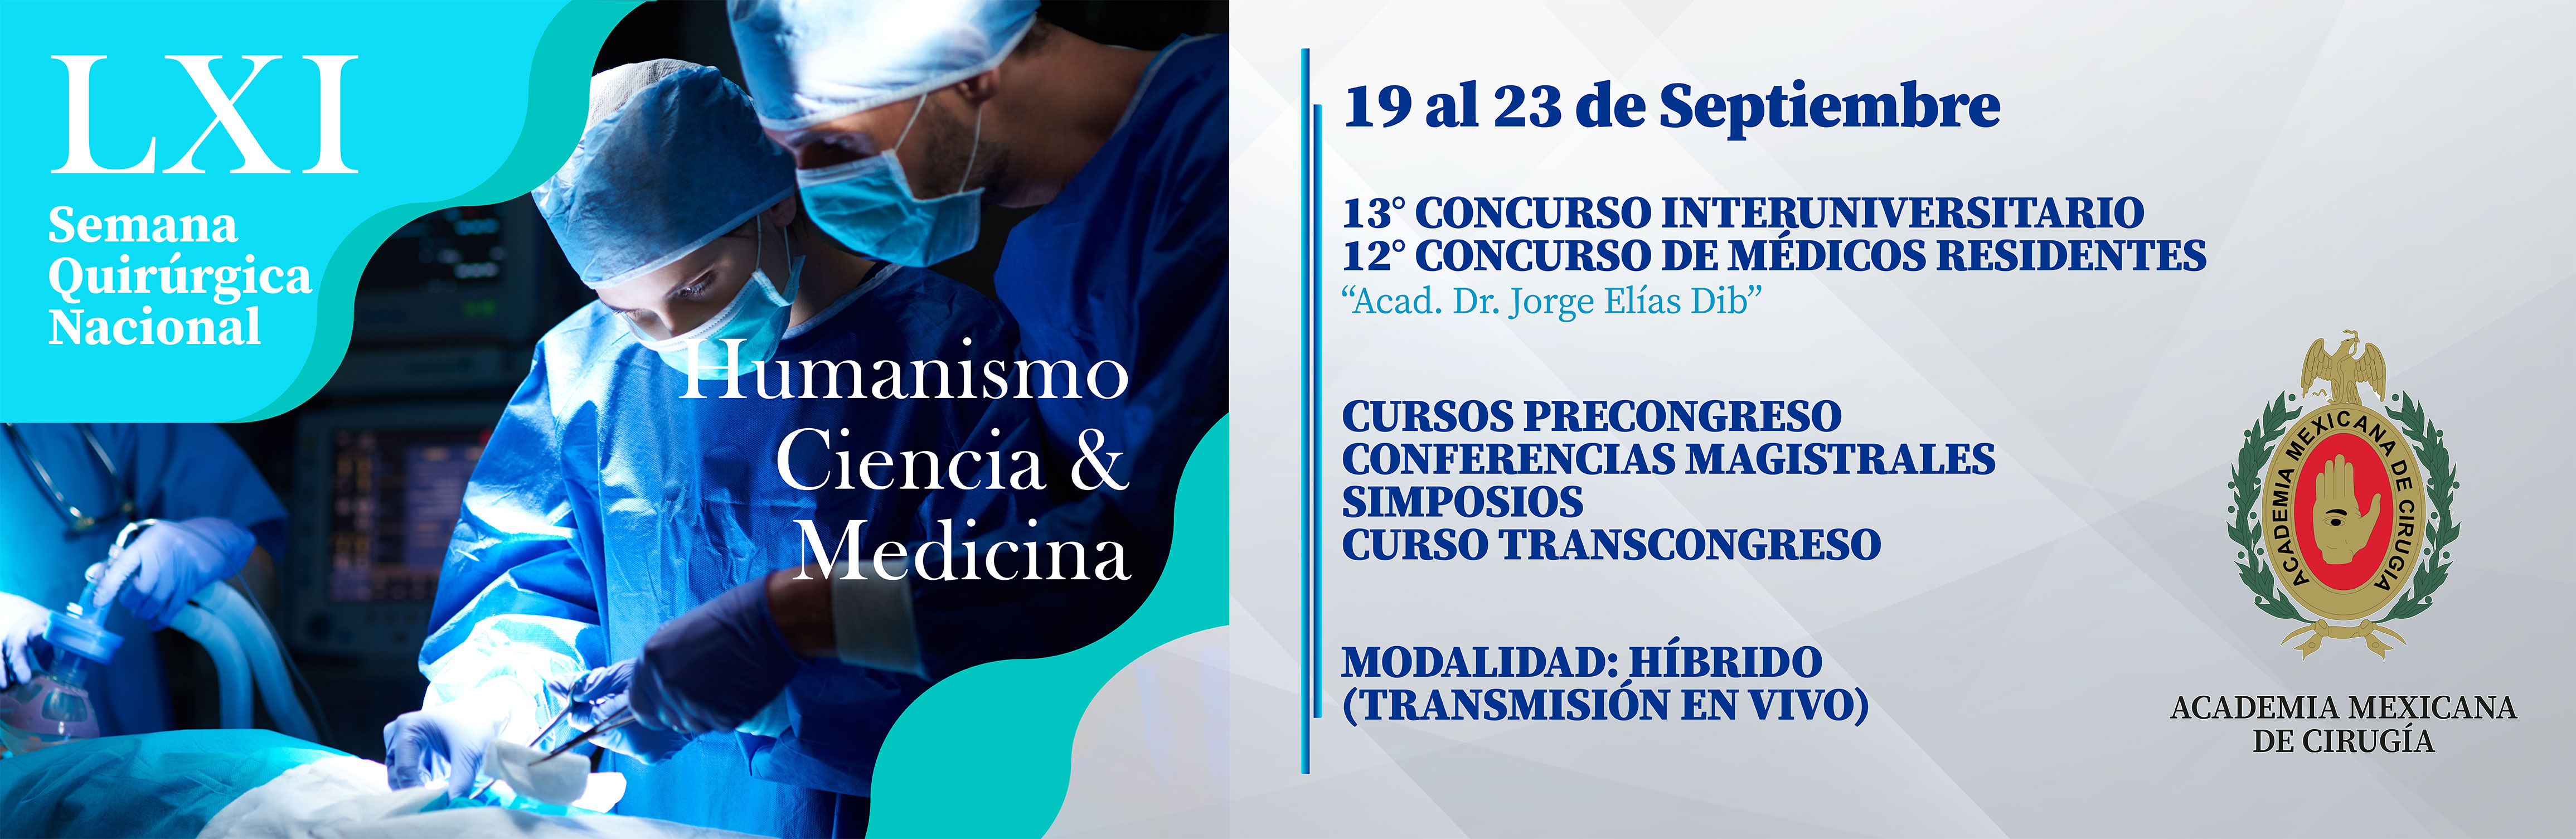 LXI
Semana
Quirúrgica
Nacional
Humanismo
Ciencia &
Medicina
19 al 23 de Septiembre
13° CONCURSO INTERUNIVERSITARIO
12° CONCURSO DE MÉDICOS RESIDENTES
“Acad. Dr. Jorge Elías Dib”
CURSOS PRECONGRESO
CONFERENCIAS MAGISTRALES
SIMPOSIOS
CURSO TRANSCONGRESO
MODALIDAD: HÍBRIDO
(TRANSMISIÓN EN VIVO)
ACADEMIA MEXICANA DE CIRUGIA
ACADEMIA MEXICANA
DE CIRUGÍA